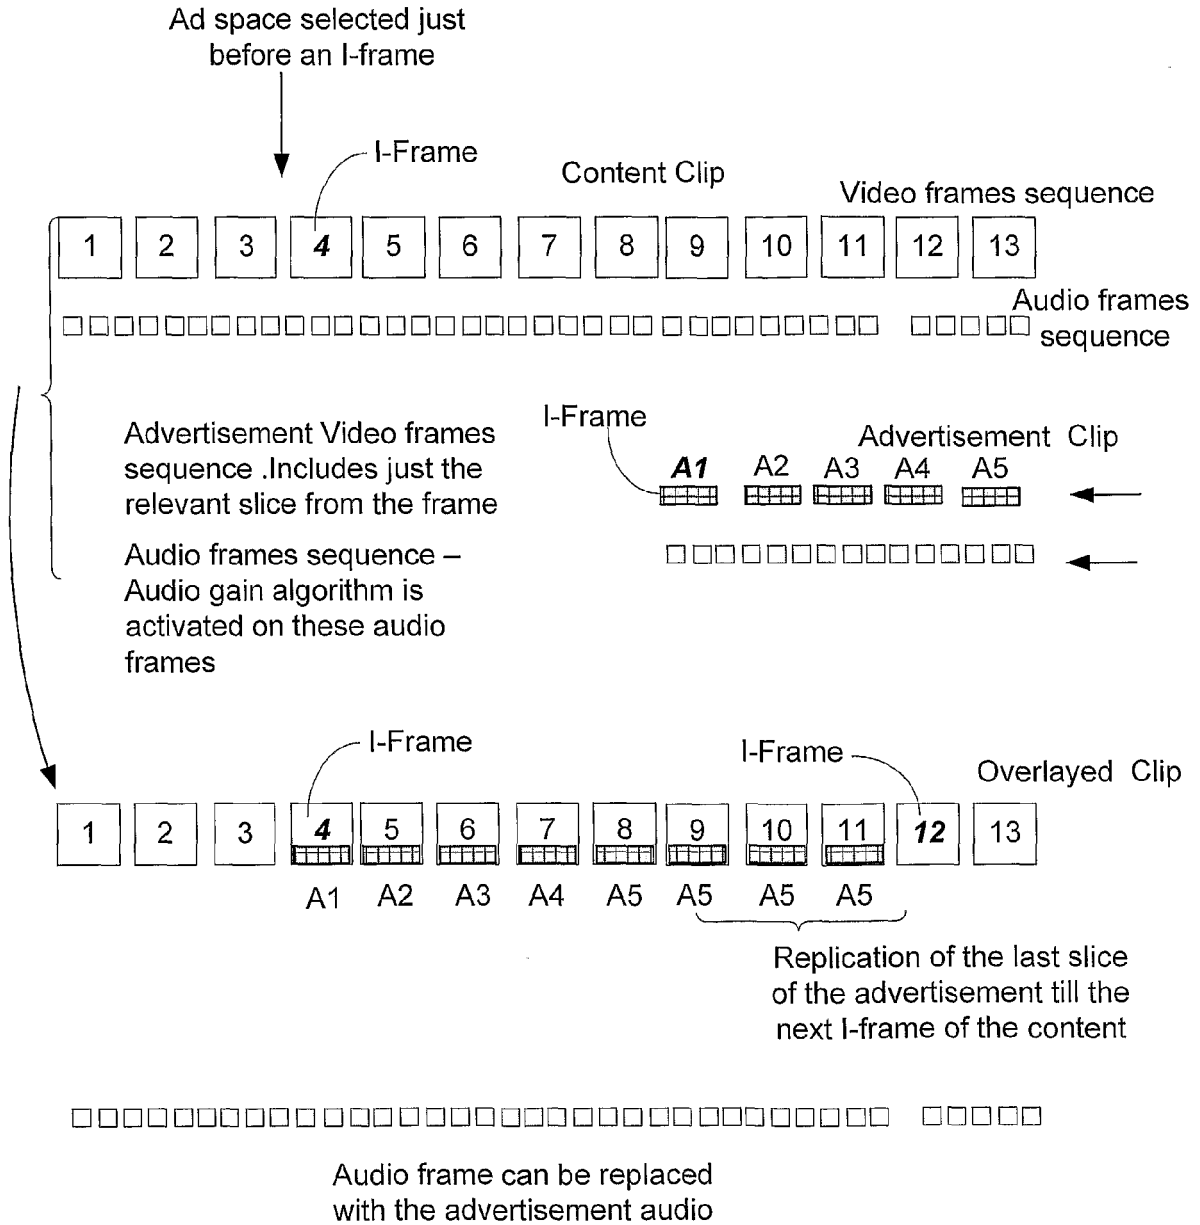 Ad space selected just
before an I-frame
I-Frame
Content Clip
Video frames sequence
1 2 3 4 5 6 7 8 9 10 11 12 13
Audio frames
sequence
I-Frame
Advertisement Clip
A1 A2 A3 A4 A5
Advertisement Video frames
sequence .Includes just the
relevant slice from the frame
Audio frames sequence –
Audio gain algorithm is
activated on these audio
frames
I-Frame
I-Frame
Overlayed Clip
1 2 3 4 5 6 7 8 9 10 11 12 13
A1 A2 A3 A4 A5 A5 A5 A5
Replication of the last slice
of the advertisement till the
next I-frame of the content
Audio frame can be replaced
with the advertisement audio